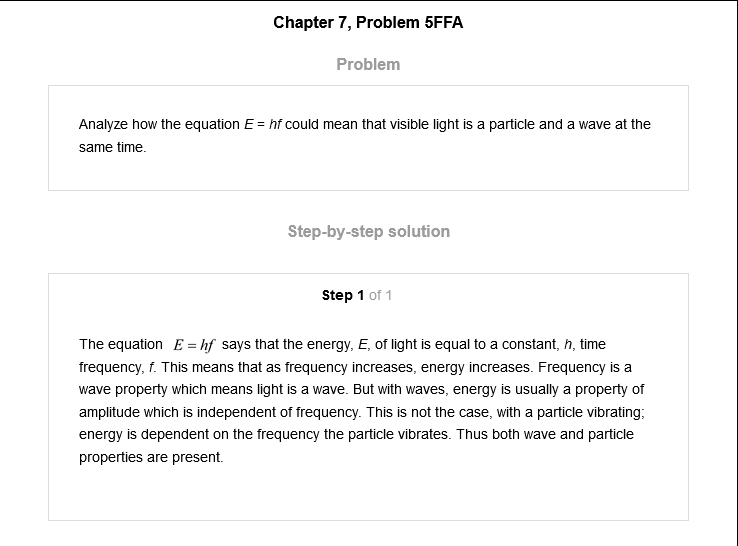 Chapter 7, Problem 5FFA
Problem
Analyze how the equation E = hf could mean that visible light is a particle and a wave at the
same time.
Step-by-step solution
Step 1 of 1
The equation E = hf says that the energy, E, of light is equal to a constant, h, time
frequency, f. This means that as frequency increases, energy increases. Frequency is a
wave property which means light is a wave. But with waves, energy is usually a property of
amplitude which is independent of frequency. This is not the case, with a particle vibrating;
energy is dependent on the frequency the particle vibrates. Thus both wave and particle
properties are present.